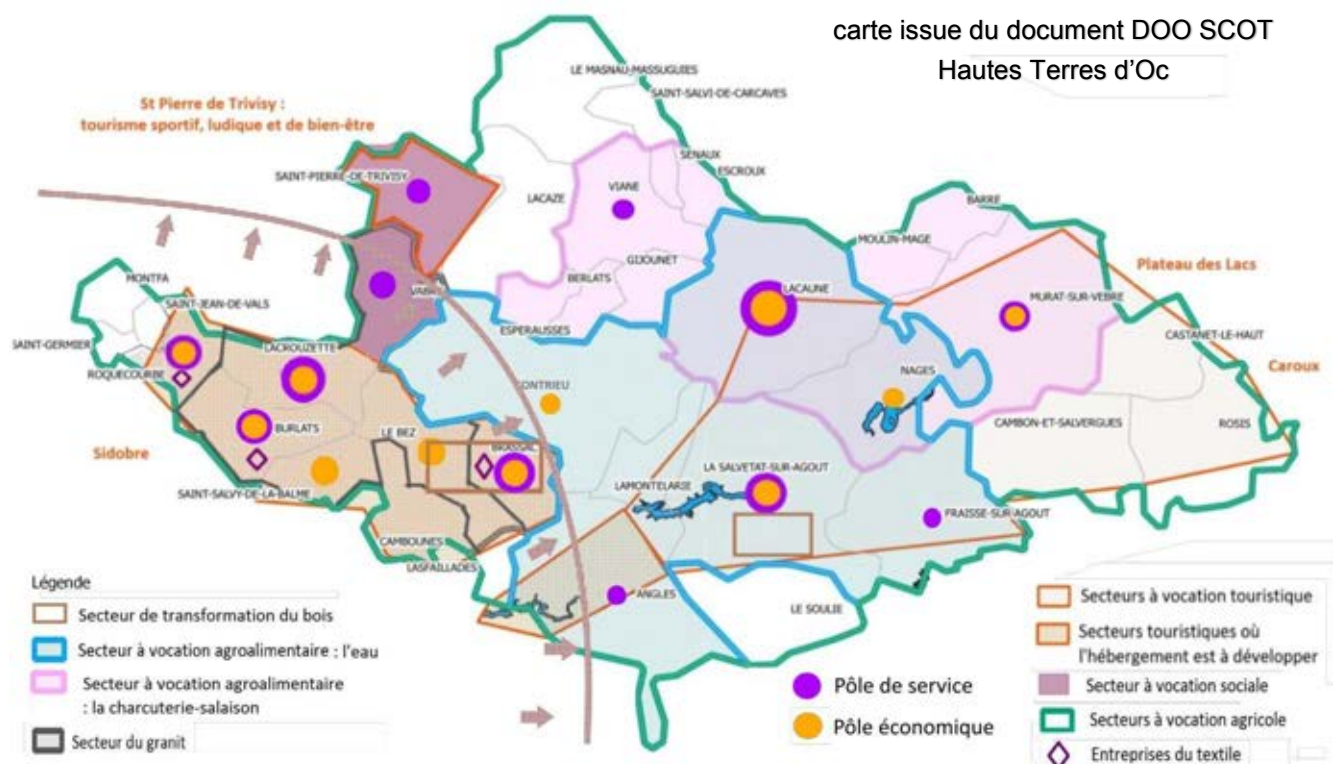 carte issue du document DOO SCOT
Hautes Terres d'Oc
LE MASNAU-MASSUGUIES
SAINT-SALVI-DE-CARCAVES
St Pierre de Trivisy :
tourisme sportif, ludique et de bien-être
SENAUX
ESCROUX
SAINT-PIERRE-DE-TRIVISY
VIANE
LACAZE
BARRE
MOULIN-MAGE
GIJOUNET
Plateau des Lacs
MONTFA
BERLATS
LACAUNE
VABRE
MURAT-SUR-VEBRE
SAINT-JEAN-DE-VALS
ESPERAUSSES
CASTANET-LE-HAUT
SAINT-GERMIER
LACROUZETTE
Caroux
ROQUECOURBE
NAGES
BURLATS
LE BEZ
CAMBON-ET-SALVERGUES
ROSIS
Sidobre
BRASSAC
LA SALVETAT-SUR-AGOUT
SAINT-SALVY-DE-LA-BALME
LAMONTELARIE
FRAISSE-SUR-AGOUT
CAMBOUNES
LASFAILLADES
ANGLES
LE SOULIE
Légende
Secteur de transformation du bois
Secteur à vocation agroalimentaire : l'eau
Secteur à vocation agroalimentaire
: la charcuterie-salaison
Secteur du granit
Pôle de service
Pôle économique
Secteurs à vocation touristique
Secteurs touristiques où
l'hébergement est à développer
Secteur à vocation sociale
Secteurs à vocation agricole
Entreprises du textile